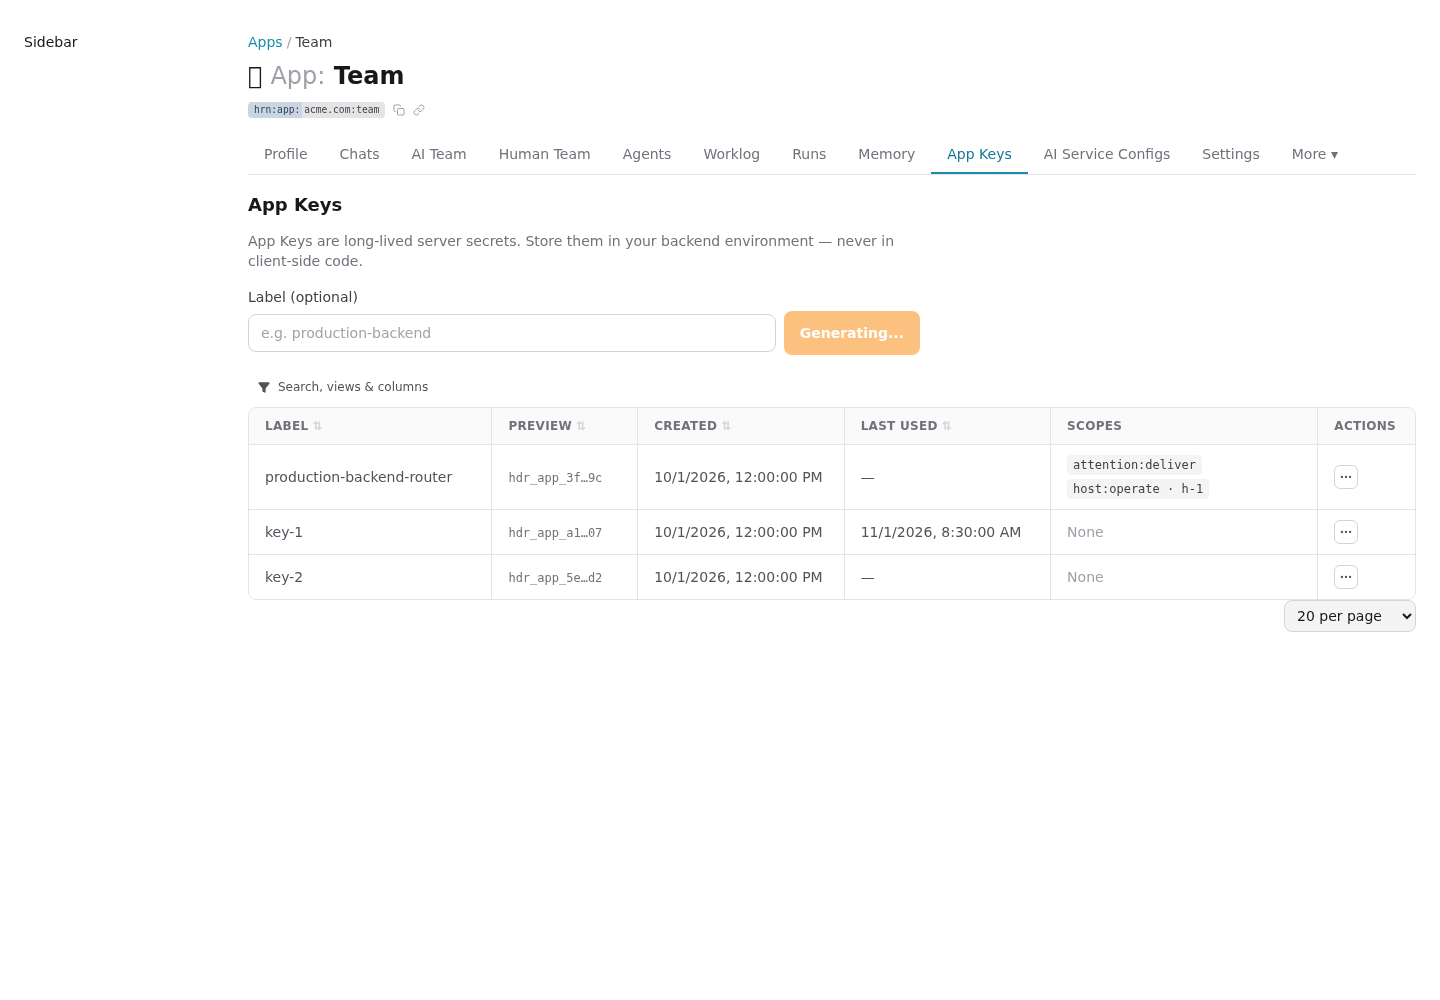 Sidebar
Apps / Team
App: Team
hrn:app: acme.com:team
Profile Chats AI Team Human Team Agents Worklog Runs Memory App Keys AI Service Configs Settings More ▾
App Keys
App Keys are long-lived server secrets. Store them in your backend environment — never in
client-side code.
Label (optional)
e.g. production-backend Generating...
Search, views & columns
LABEL ⇅ PREVIEW ⇅ CREATED ⇅ LAST USED ⇅ SCOPES ACTIONS
production-backend-router hdr_app_3f…9c 10/1/2026, 12:00:00 PM — attention:deliver
host:operate · h-1
key-1 hdr_app_a1…07 10/1/2026, 12:00:00 PM 11/1/2026, 8:30:00 AM None
key-2 hdr_app_5e…d2 10/1/2026, 12:00:00 PM — None
20 per page